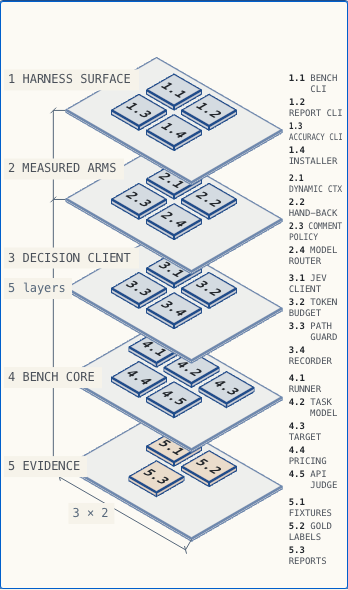 1 HARNESS SURFACE
1.1
1.3
1.2
1.4
2 MEASURED ARMS
2.1
2.3
2.2
2.4
3 DECISION CLIENT
5 layers
3.1
3.3
3.2
3.4
4 BENCH CORE
4.1
4.2
4.4
4.3
4.5
5 EVIDENCE
5.1
5.3
5.2
3 × 2
1.1 BENCH
CLI
1.2
REPORT CLI
1.3
ACCURACY CLI
1.4
INSTALLER
2.1
DYNAMIC CTX
2.2
HAND—BACK
2.3 COMMENT
POLICY
2.4 MODEL
ROUTER
3.1 JEV
CLIENT
3.2 TOKEN
BUDGET
3.3 PATH
GUARD
3.4
RECORDER
4.1
RUNNER
4.2 TASK
MODEL
4.3
TARGET
4.4
PRICING
4.5 API
JUDGE
5.1
FIXTURES
5.2 GOLD
LABELS
5.3
REPORTS